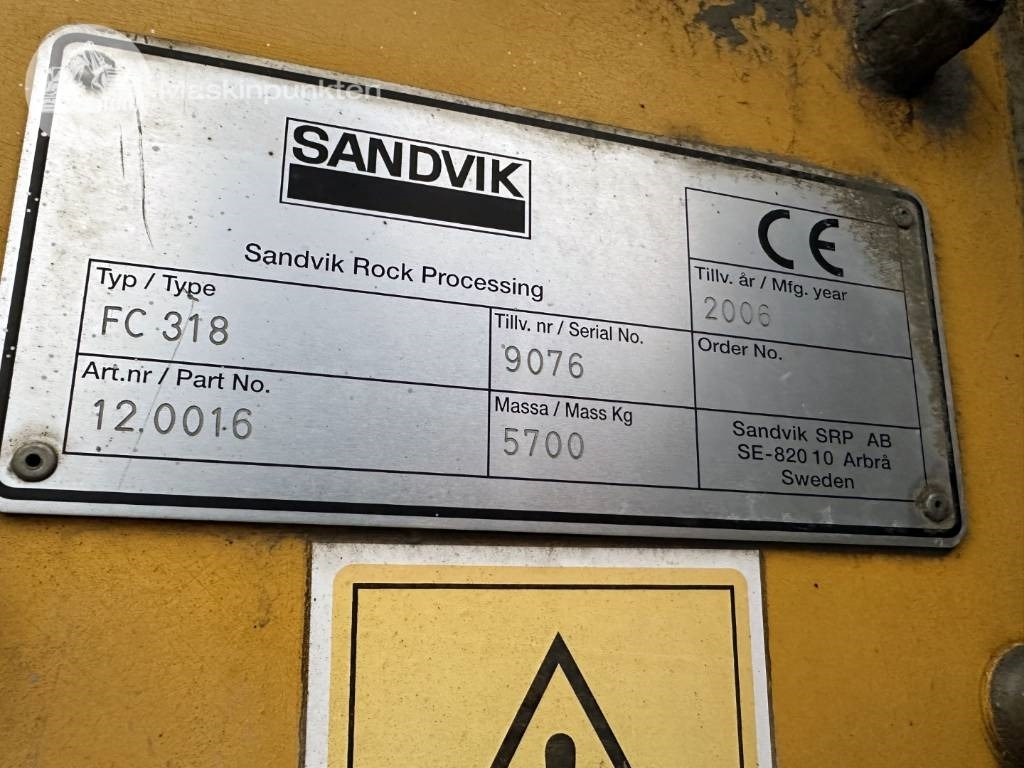 Maskinpunkten
SANDVIK
Sandvik Rock Processing
CE
Tillv. år / Mfg. year
2006
Typ / Type
FC 318
Tillv. nr / Serial No.
9076
Order No.
Art.nr / Part No.
12.0016
Massa / Mass Kg
5700
Sandvik SRP AB
SE-820 10 Arbrå
Sweden